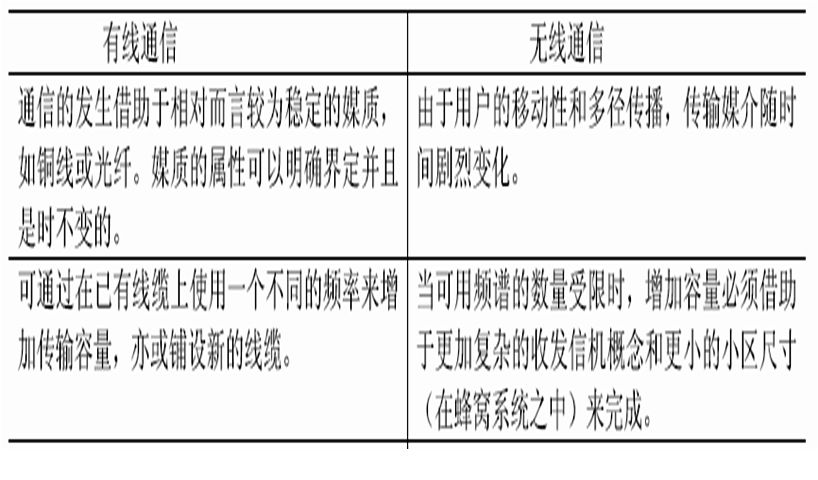 有线通信
无线通信
通信的发生借助于相对而言较为稳定的媒质，
如铜线或光纤。媒质的属性可以明确界定并且
是时不变的。
由于用户的移动性和多径传播，传输媒介随时
间剧烈变化。
可通过在已有线缆上使用一个不同的频率来增
加传输容量，亦或铺设新的线缆。
当可用频谱的数量受限时，增加容量必须借助
于更加复杂的收发信机概念和更小的小区尺寸
（在蜂窝系统之中）来完成。